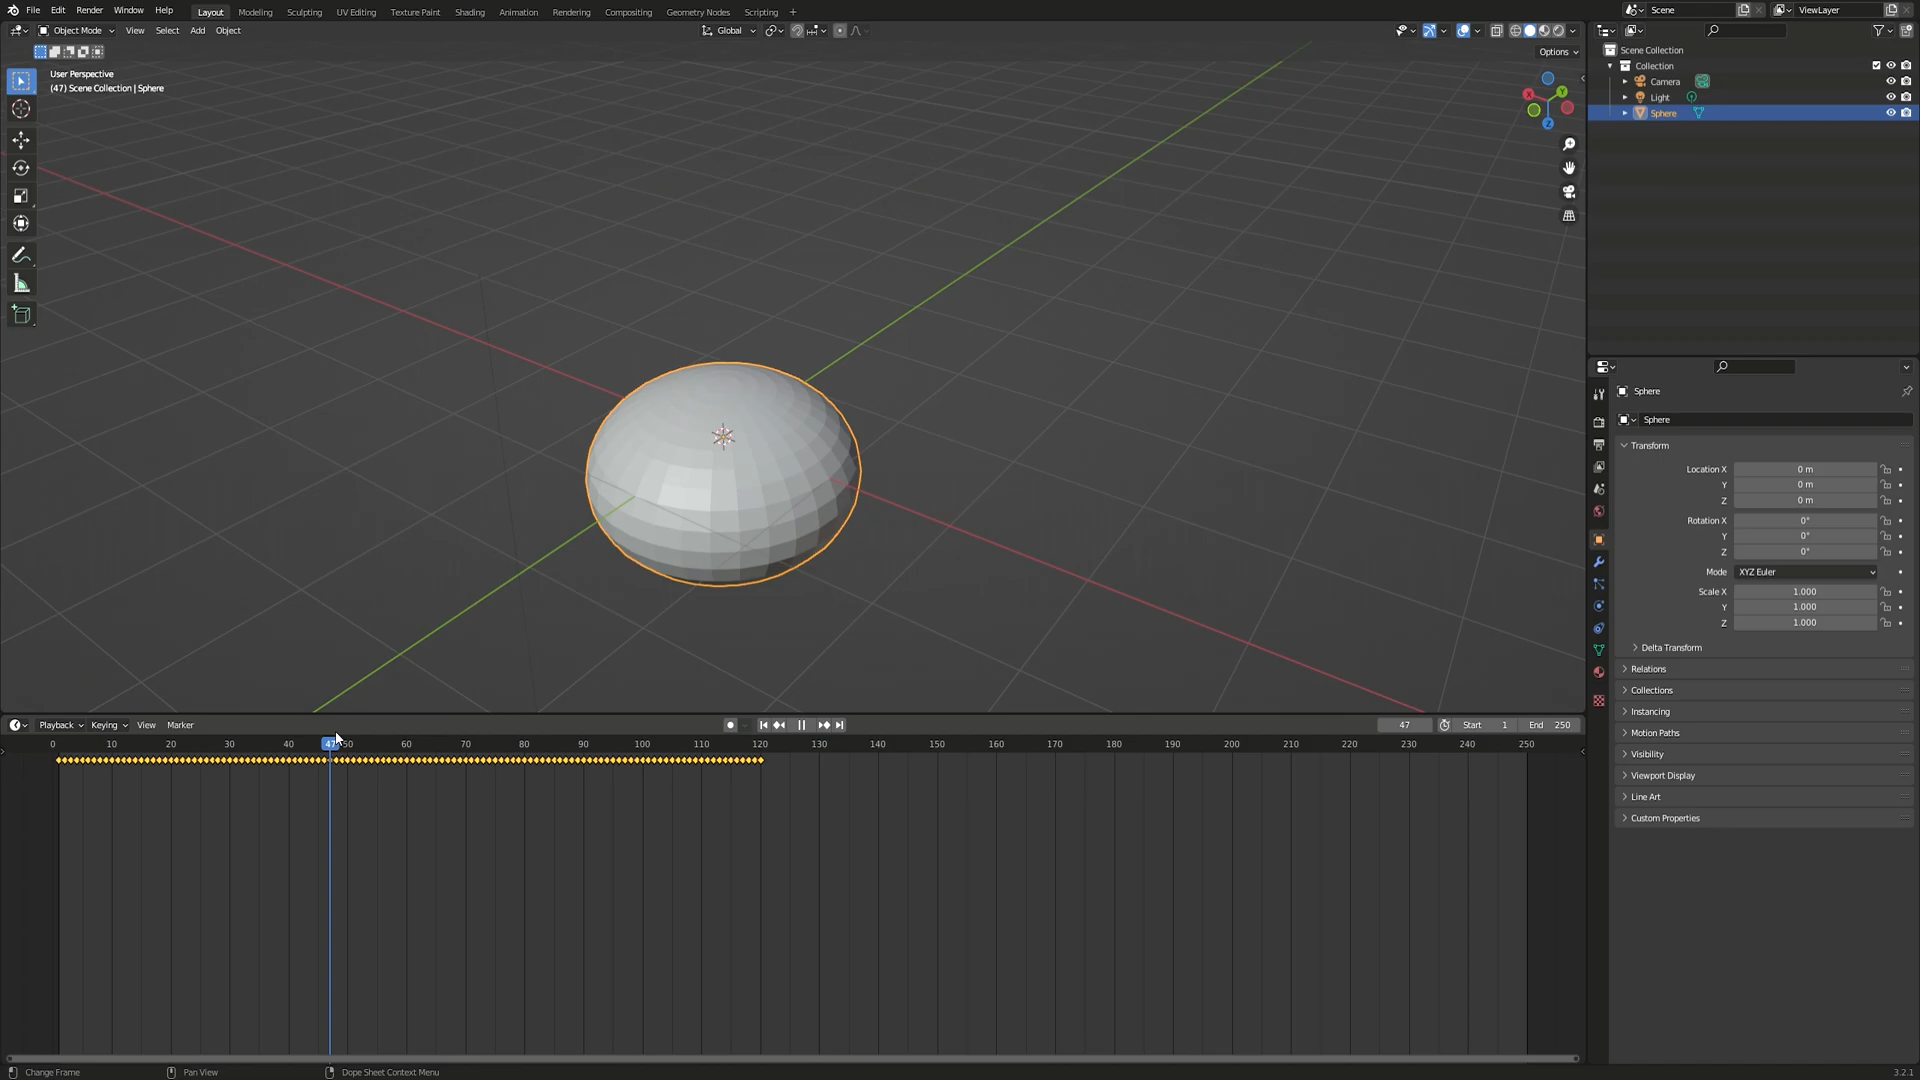 File Edit Render Window Help Layout Modeling Sculpting UV Editing Texture Paint Shading Animation Rendering Compositing Geometry Nodes Scripting + Scene ViewLayer
Object Mode View Select Add Object Global
Options
User Perspective
(47) Scene Collection | Sphere
X Y Z
Scene Collection
Collection
Camera
Light
Sphere
Sphere
Sphere
Transform
Location X 0 m
Y 0 m
Z 0 m
Rotation X 0°
Y 0°
Z 0°
Mode XYZ Euler
Scale X 1.000
Y 1.000
Z 1.000
Delta Transform
Relations
Collections
Instancing
Motion Paths
Visibility
Viewport Display
Line Art
Custom Properties
Playback Keying View Marker 47 Start 1 End 250
0 10 20 30 40 47 50 60 70 80 90 100 110 120 130 140 150 160 170 180 190 200 210 220 230 240 250
Change Frame Pan View Dope Sheet Context Menu 3.2.1